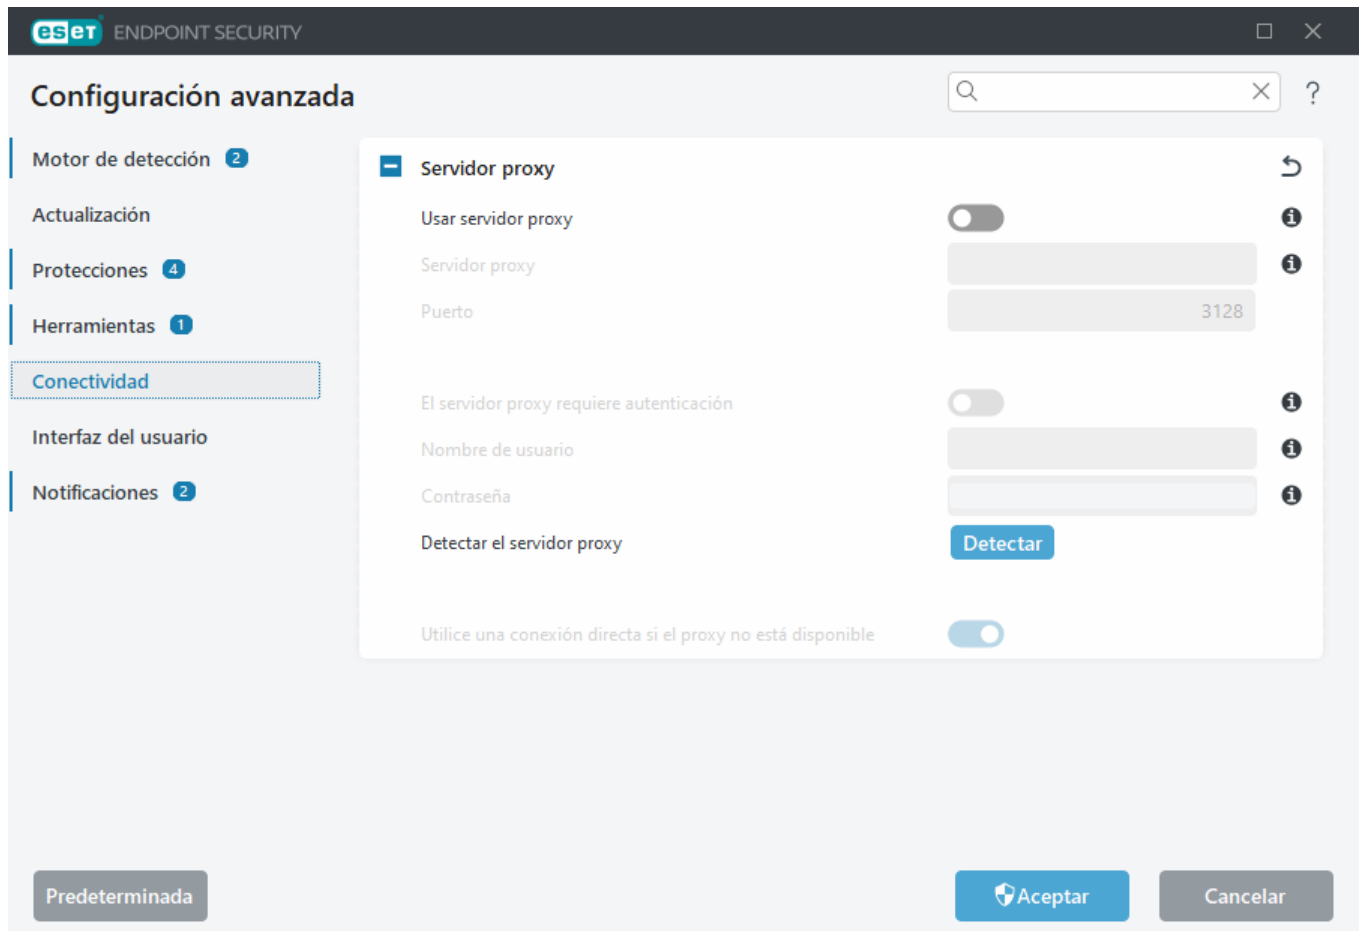 eset ENDPOINT SECURITY
Configuración avanzada
?
Motor de detección 2
Actualización
Protecciones 4
Herramientas 1
Conectividad
Interfaz del usuario
Notificaciones 2
Servidor proxy
Usar servidor proxy
Servidor proxy
Puerto 3128
El servidor proxy requiere autenticación
Nombre de usuario
Contraseña
Detectar el servidor proxy Detectar
Utilice una conexión directa si el proxy no está disponible
Predeterminada Aceptar Cancelar